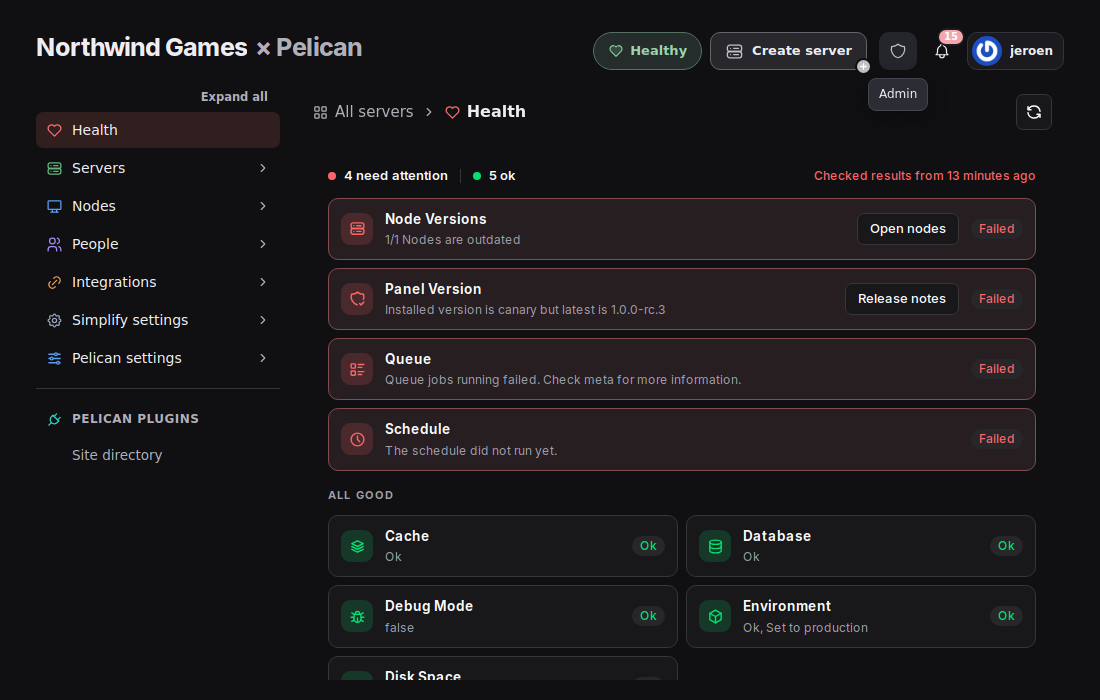 Northwind Games × Pelican
Healthy
Create server
15
jeroen
Admin
Expand all
Health
Servers
Nodes
People
Integrations
Simplify settings
Pelican settings
PELICAN PLUGINS
Site directory
All servers > Health
4 need attention
5 ok
Checked results from 13 minutes ago
Node Versions
1/1 Nodes are outdated
Open nodes
Failed
Panel Version
Installed version is canary but latest is 1.0.0-rc.3
Release notes
Failed
Queue
Queue jobs running failed. Check meta for more information.
Failed
Schedule
The schedule did not run yet.
Failed
ALL GOOD
Cache
Ok
Ok
Database
Ok
Ok
Debug Mode
false
Ok
Environment
Ok, Set to production
Ok
Disk Space